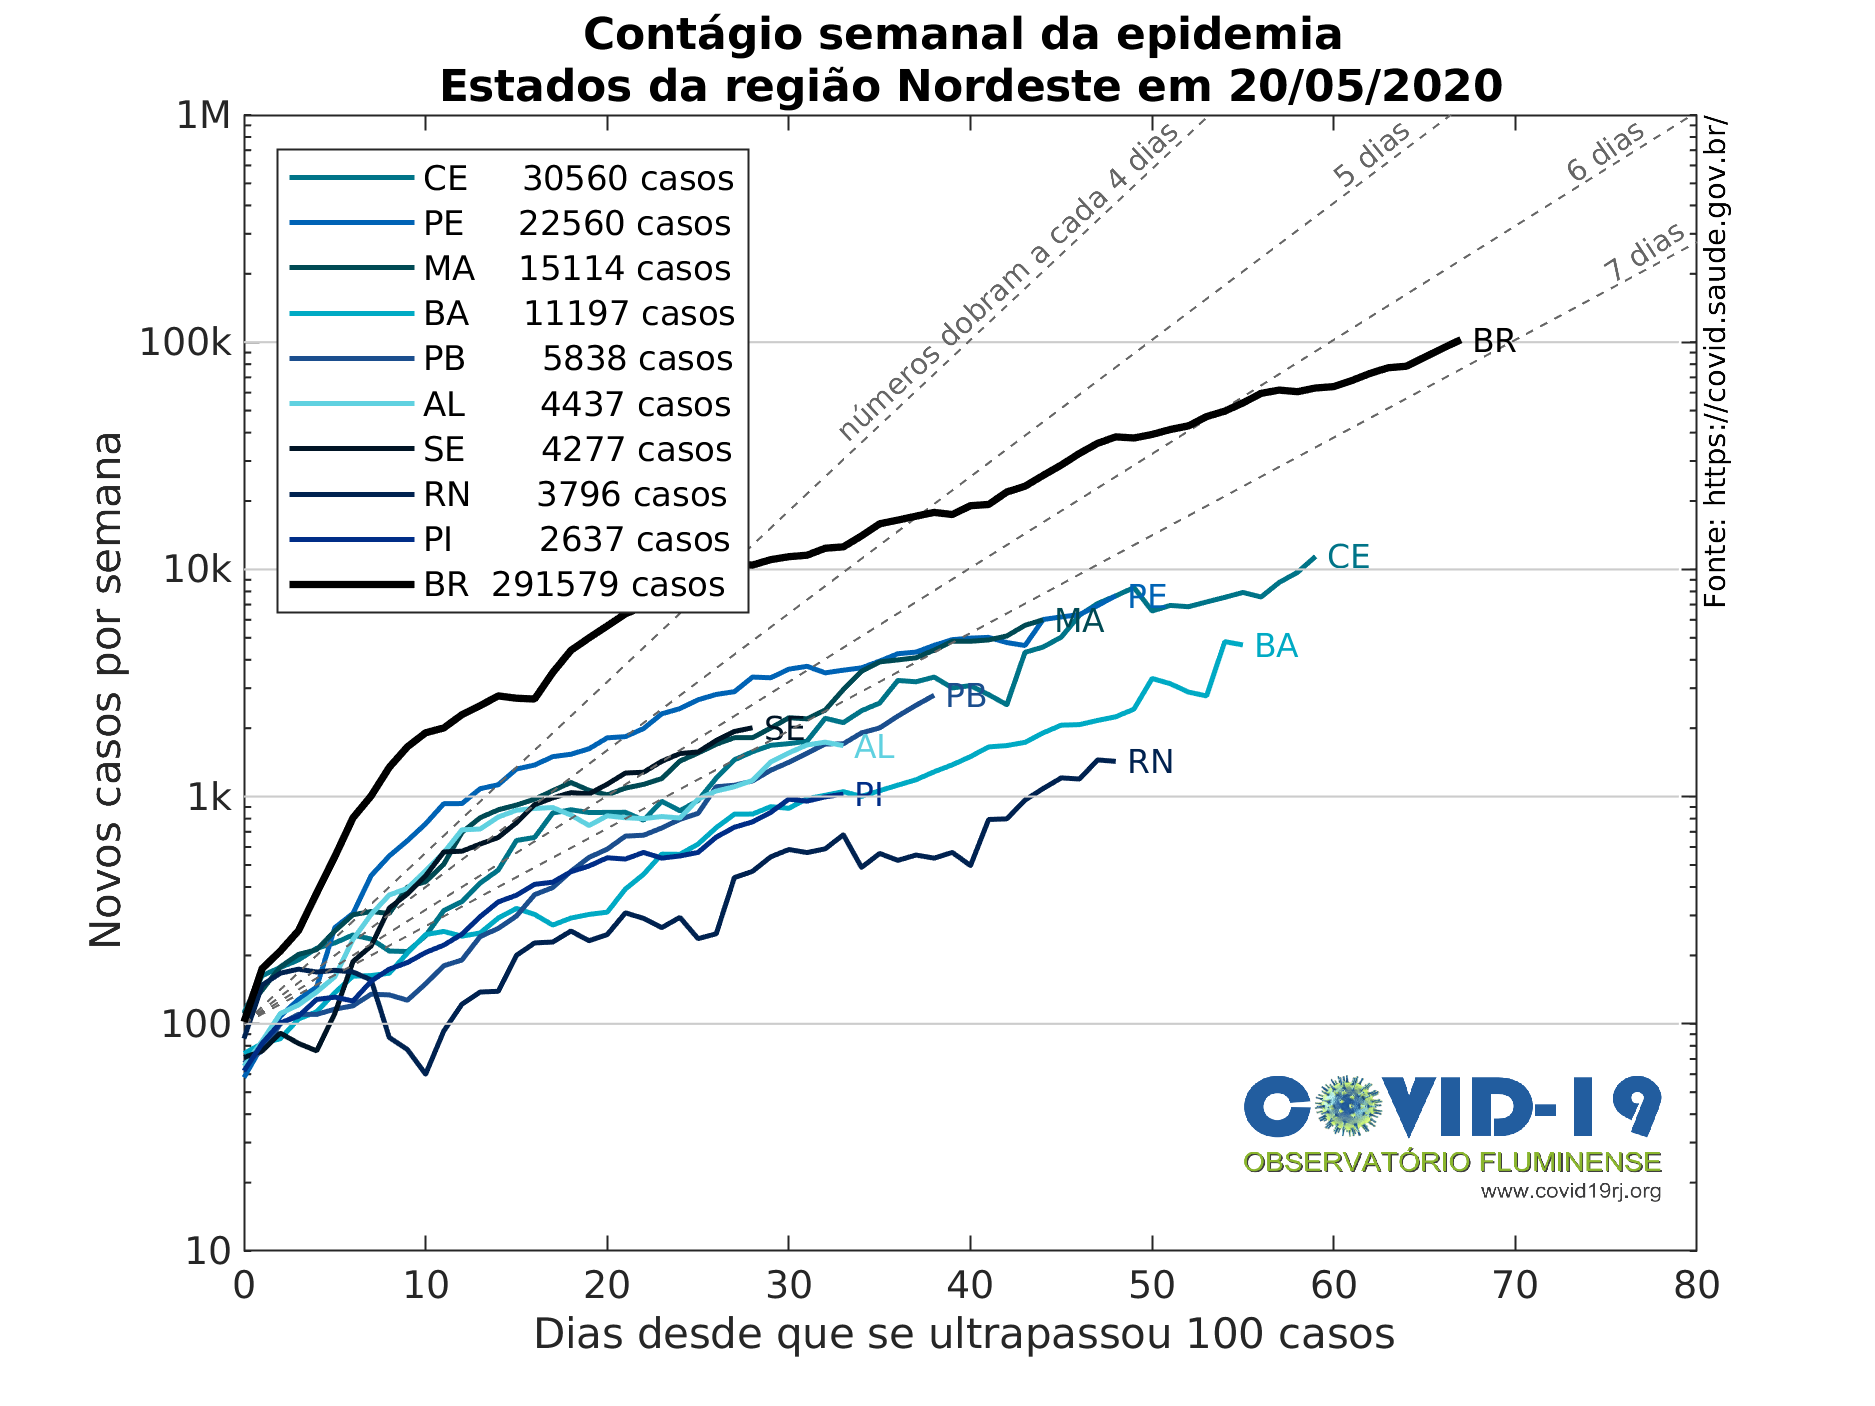 Contágio semanal da epidemia
Estados da região Nordeste em 20/05/2020
1M
100k
10k
1k
100
10
Novos casos por semana
CE 30560 casos
PE 22560 casos
MA 15114 casos
BA 11197 casos
PB 5838 casos
AL 4437 casos
SE 4277 casos
RN 3796 casos
PI 2637 casos
BR 291579 casos
números dobram a cada 4 dias
5 dias
6 dias
7 dias
BR
CE
PE
MA
BA
PB
SE
AL
RN
PI
Fonte: https://covid.saude.gov.br/
COVID-19
OBSERVATÓRIO FLUMINENSE
www.covid19rj.org
0 10 20 30 40 50 60 70 80
Dias desde que se ultrapassou 100 casos